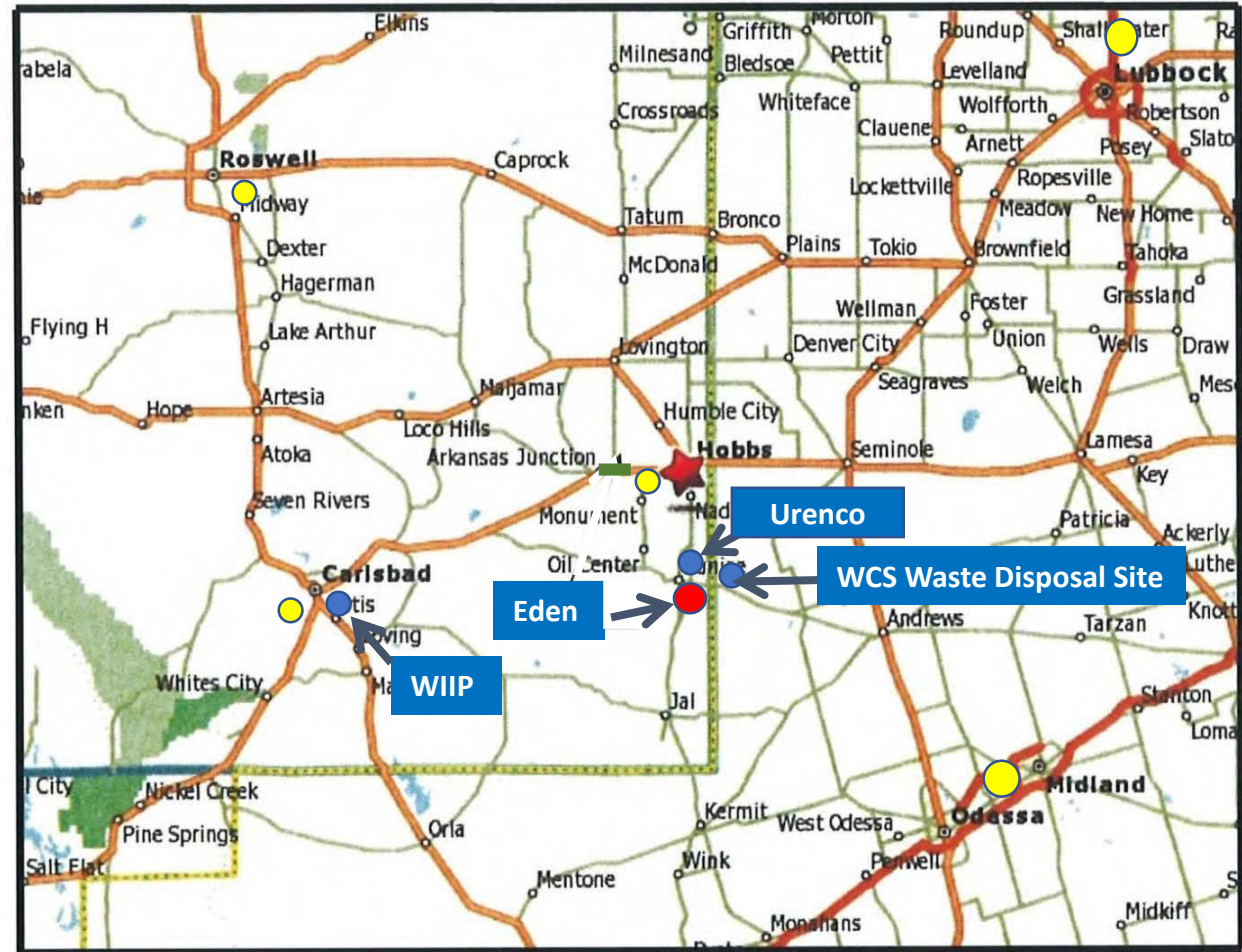 Elkins
Griffith
Morton
Roundup
Milnesand
Bledsoe
Pettit
Levelland
Lubbock
Crossroads
Whiteface
Wolfforth
Robertson
Clauene
Arnett
Posey
Roswell
Caprock
Lockettville
Ropesville
Midway
Meadow
New Home
Tatum
Bronco
Dexter
Plains
Tokio
Brownfield
Tahoka
McDonald
Hagerman
Grassland
Wellman
Foster
Flying H
Lake Arthur
Union
Wells
Draw
Lovington
Denver City
Seagraves
Welch
Maljamar
Artesia
Hope
Loco Hills
Humble City
Atoka
Arkansas Junction
Hobbs
Seminole
Lamesa
Key
Seven Rivers
Monument
Urenco
Patricia
Ackerly
Oil Center
Carlsbad
WCS Waste Disposal Site
Eden
Andrews
Tarzan
WIIP
Whites City
Jal
Stanton
Nickel Creek
Midland
Pine Springs
Kermit
West Odessa
Odessa
Orla
Salt Flat
Wink
Penwell
Mentone
Monahans
Midkiff